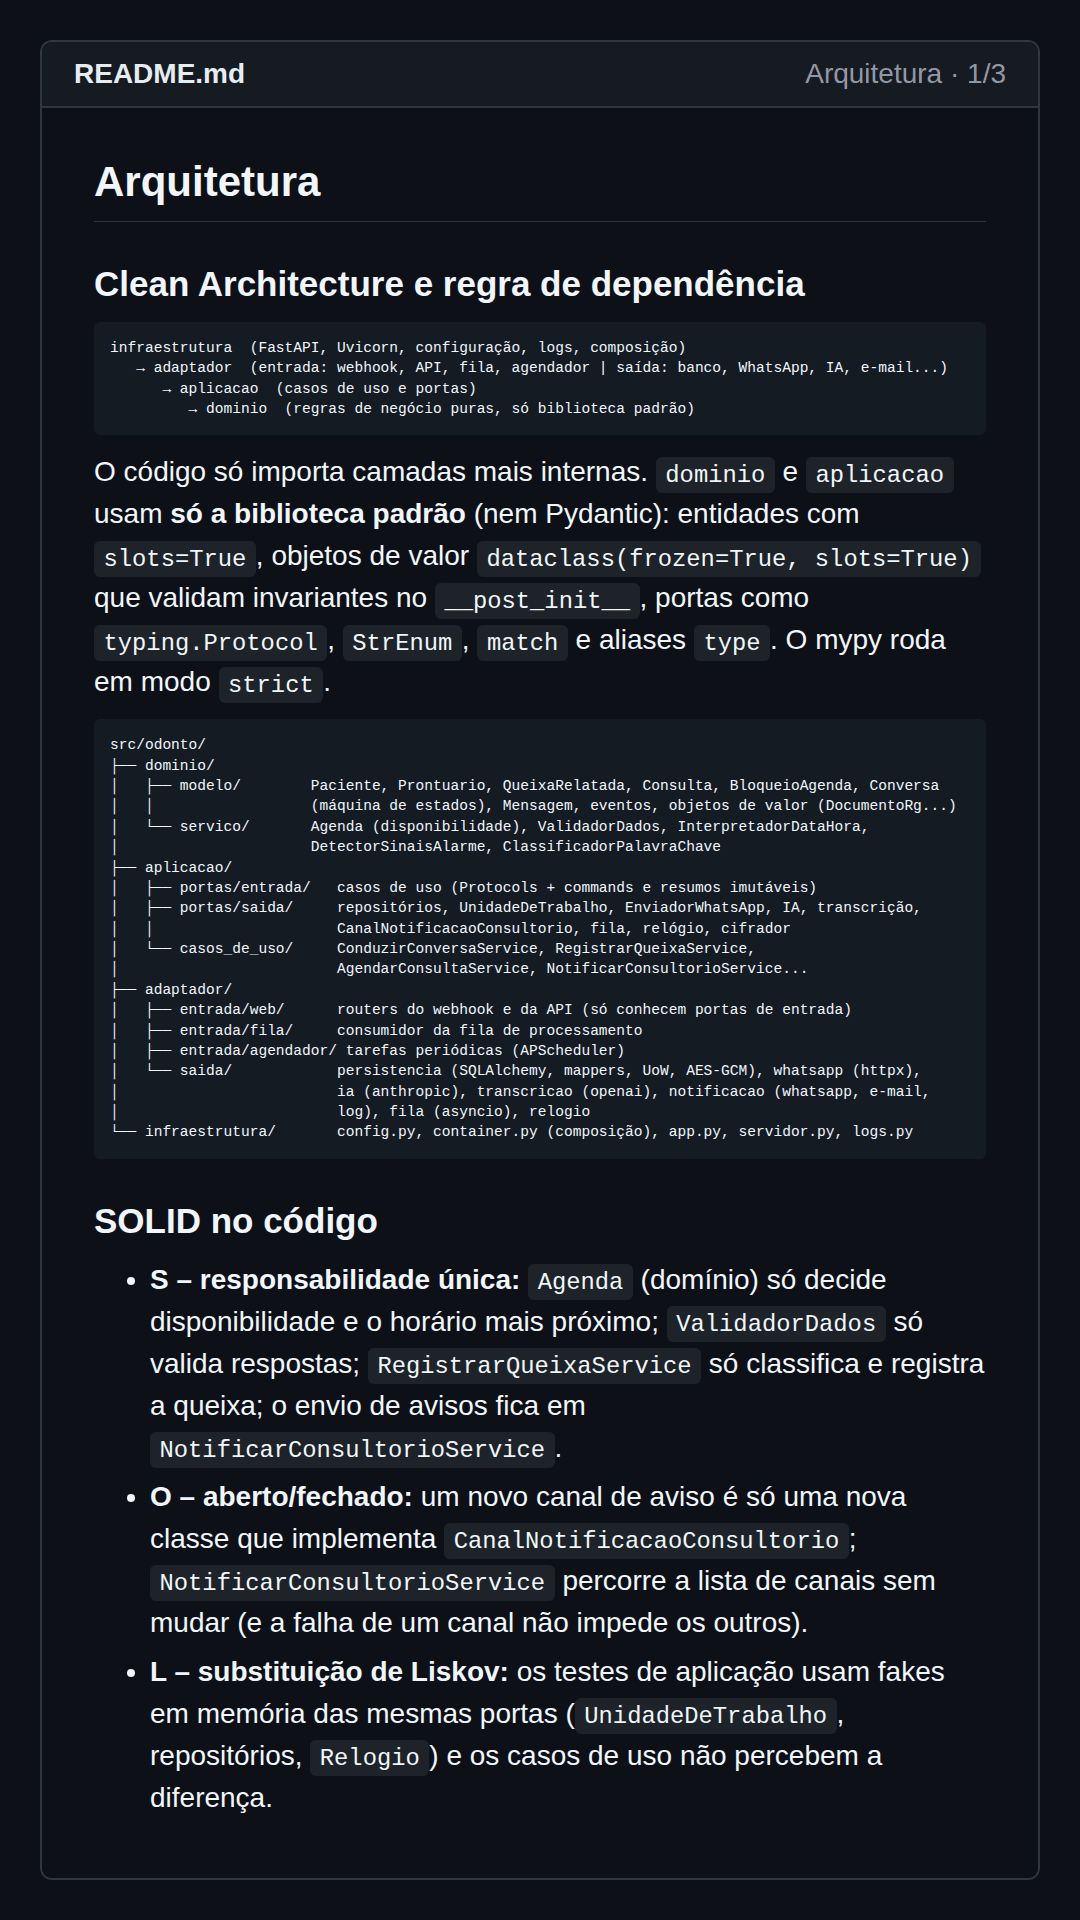 README.md
Arquitetura · 1/3
Arquitetura
Clean Architecture e regra de dependência
infraestrutura  (FastAPI, Uvicorn, configuração, logs, composição)
   → adaptador  (entrada: webhook, API, fila, agendador | saída: banco, WhatsApp, IA, e-mail...)
      → aplicacao  (casos de uso e portas)
         → dominio  (regras de negócio puras, só biblioteca padrão)
O código só importa camadas mais internas. dominio e aplicacao
usam só a biblioteca padrão (nem Pydantic): entidades com
slots=True, objetos de valor dataclass(frozen=True, slots=True)
que validam invariantes no __post_init__, portas como
typing.Protocol, StrEnum, match e aliases type. O mypy roda
em modo strict.
src/odonto/
├── dominio/
│   ├── modelo/        Paciente, Prontuario, QueixaRelatada, Consulta, BloqueioAgenda, Conversa
│   │                  (máquina de estados), Mensagem, eventos, objetos de valor (DocumentoRg...)
│   └── servico/       Agenda (disponibilidade), ValidadorDados, InterpretadorDataHora,
│                      DetectorSinaisAlarme, ClassificadorPalavraChave
├── aplicacao/
│   ├── portas/entrada/   casos de uso (Protocols + commands e resumos imutáveis)
│   ├── portas/saida/     repositórios, UnidadeDeTrabalho, EnviadorWhatsApp, IA, transcrição,
│   │                     CanalNotificacaoConsultorio, fila, relógio, cifrador
│   └── casos_de_uso/     ConduzirConversaService, RegistrarQueixaService,
│                         AgendarConsultaService, NotificarConsultorioService...
├── adaptador/
│   ├── entrada/web/      routers do webhook e da API (só conhecem portas de entrada)
│   ├── entrada/fila/     consumidor da fila de processamento
│   ├── entrada/agendador/ tarefas periódicas (APScheduler)
│   └── saida/            persistencia (SQLAlchemy, mappers, UoW, AES-GCM), whatsapp (httpx),
│                         ia (anthropic), transcricao (openai), notificacao (whatsapp, e-mail,
│                         log), fila (asyncio), relogio
└── infraestrutura/       config.py, container.py (composição), app.py, servidor.py, logs.py
SOLID no código
• S – responsabilidade única: Agenda (domínio) só decide
disponibilidade e o horário mais próximo; ValidadorDados só
valida respostas; RegistrarQueixaService só classifica e registra
a queixa; o envio de avisos fica em
NotificarConsultorioService.
• O – aberto/fechado: um novo canal de aviso é só uma nova
classe que implementa CanalNotificacaoConsultorio;
NotificarConsultorioService percorre a lista de canais sem
mudar (e a falha de um canal não impede os outros).
• L – substituição de Liskov: os testes de aplicação usam fakes
em memória das mesmas portas (UnidadeDeTrabalho,
repositórios, Relogio) e os casos de uso não percebem a
diferença.